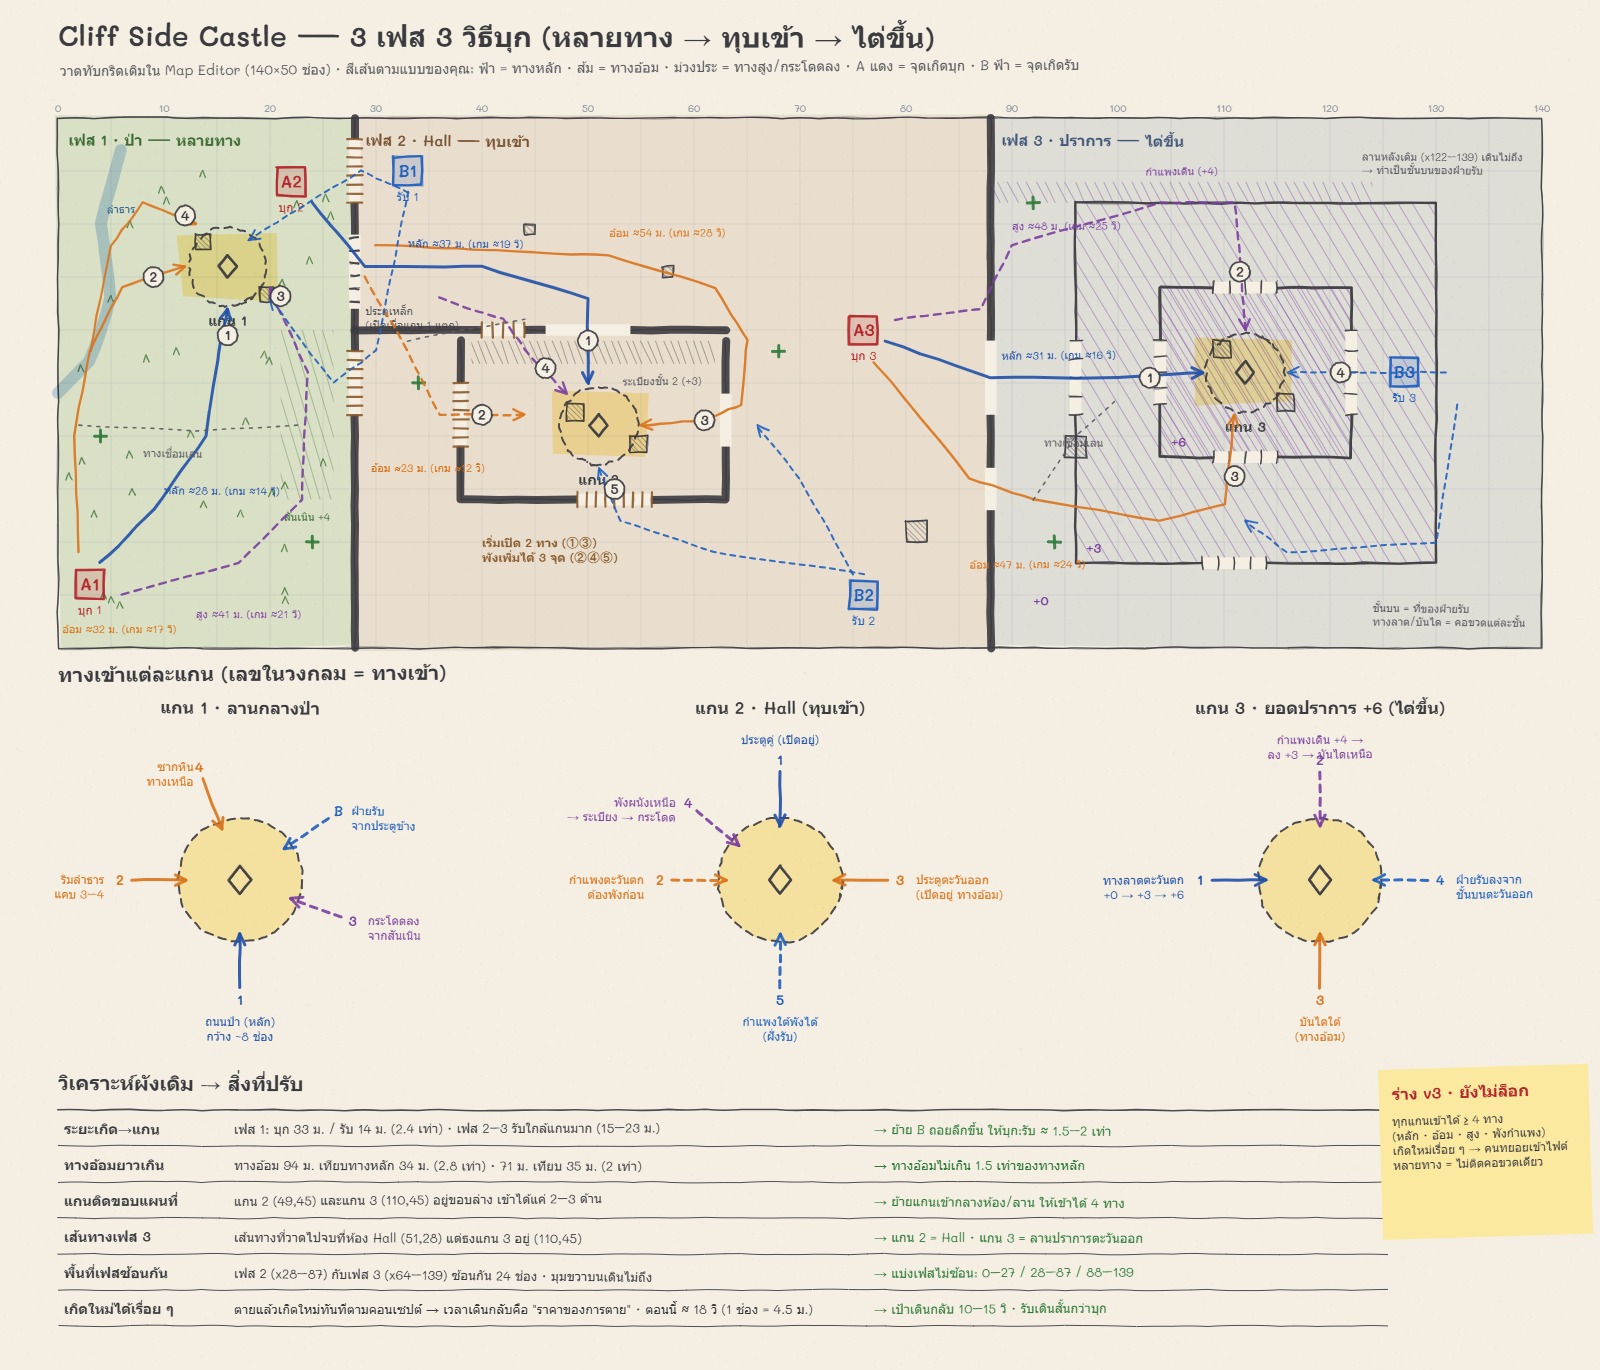 Cliff Side Castle — 3 เฟส 3 วิธีบุก (หลายทาง → ทุบเข้า → ไต่ขึ้น)
วาดทับกริดเดิมใน Map Editor (140×50 ช่อง) · สีเส้นตามแบบของคุณ: ฟ้า = ทางหลัก · ส้ม = ทางอ้อม · ม่วงประ = ทางสูง/กระโดดลง · A แดง = จุดเกิดบุก · B ฟ้า = จุดเกิดรับ
0 10 20 30 40 50 60 70 80 90 100 110 120 130 140
เฟส 1 · ป่า — หลายทาง
เฟส 2 · Hall — ทุบเข้า
เฟส 3 · ปราการ — ไต่ขึ้น
ลานหลังเดิม (x122–139) เดินไม่ถึง
→ ทำเป็นชั้นบนของฝ่ายรับ
กำแพงเดิน (+4)
A2
บุก 2
B1
รับ 1
ลำธาร
4
สูง ≈48 ม. (เกม ≈25 วิ)
อ้อม ≈54 ม. (เกม ≈28 วิ)
หลัก ≈37 ม. (เกม ≈19 วิ)
2
3
2
ประตูเหล็ก
(เปิดเมื่อแกน 1 แตก)
แกน 1
1
1
A3
บุก 3
หลัก ≈31 ม. (เกม ≈16 วิ)
4
ระเบียงชั้น 2 (+3)
1
4
B3
รับ 3
2
3
แกน 3
ทางเชื่อมเลน
ทางเชื่อมเลน
+6
อ้อม ≈23 ม. (เกม ≈12 วิ)
แกน 2
5
3
หลัก ≈28 ม. (เกม ≈14 วิ)
สันเนิน +4
เริ่มเปิด 2 ทาง (①③)
พังเพิ่มได้ 3 จุด (②④⑤)
+3
อ้อม ≈47 ม. (เกม ≈24 วิ)
A1
บุก 1
B2
รับ 2
+0
สูง ≈41 ม. (เกม ≈21 วิ)
อ้อม ≈32 ม. (เกม ≈17 วิ)
ชั้นบน = ที่ของฝ่ายรับ
ทางลาด/บันได = คอขวดแต่ละชั้น
ทางเข้าแต่ละแกน (เลขในวงกลม = ทางเข้า)
แกน 1 · ลานกลางป่า
ซากหิน 4
ทางเหนือ
B ฝ่ายรับ
จากประตูข้าง
ริมลำธาร 2
แคบ 3–4
3 กระโดดลง
จากสันเนิน
1
ถนนป่า (หลัก)
กว้าง ~8 ช่อง
แกน 2 · Hall (ทุบเข้า)
ประตูคู่ (เปิดอยู่)
1
พังผนังเหนือ 4
→ ระเบียง → กระโดด
กำแพงตะวันตก 2
ต้องพังก่อน
3 ประตูตะวันออก
(เปิดอยู่ ทางอ้อม)
5
กำแพงใต้พังได้
(ฝั่งรับ)
แกน 3 · ยอดปราการ +6 (ไต่ขึ้น)
กำแพงเดิน +4 →
ลง +3 → บันไดเหนือ
2
ทางลาดตะวันตก 1
+0 → +3 → +6
4 ฝ่ายรับลงจาก
ชั้นบนตะวันออก
3
บันไดใต้
(ทางอ้อม)
วิเคราะห์ผังเดิม → สิ่งที่ปรับ
ระยะเกิด→แกน เฟส 1: บุก 33 ม. / รับ 14 ม. (2.4 เท่า) · เฟส 2–3 รับใกล้แกนมาก (15–23 ม.) → ย้าย B ถอยลึกขึ้น ให้บุก:รับ ≈ 1.5–2 เท่า
ทางอ้อมยาวเกิน ทางอ้อม 94 ม. เทียบทางหลัก 34 ม. (2.8 เท่า) · 71 ม. เทียบ 35 ม. (2 เท่า) → ทางอ้อมไม่เกิน 1.5 เท่าของทางหลัก
แกนติดขอบแผนที่ แกน 2 (49,45) และแกน 3 (110,45) อยู่ขอบล่าง เข้าได้แค่ 2–3 ด้าน → ย้ายแกนเข้ากลางห้อง/ลาน ให้เข้าได้ 4 ทาง
เส้นทางเฟส 3 เส้นทางที่วาดไปจบที่ห้อง Hall (51,28) แต่ธงแกน 3 อยู่ (110,45) → แกน 2 = Hall · แกน 3 = ลานปราการตะวันออก
พื้นที่เฟสซ้อนกัน เฟส 2 (x28–87) กับเฟส 3 (x64–139) ซ้อนกัน 24 ช่อง · มุมขวาบนเดินไม่ถึง → แบ่งเฟสไม่ซ้อน: 0–27 / 28–87 / 88–139
เกิดใหม่ได้เรื่อย ๆ ตายแล้วเกิดใหม่ทันทีตามคอนเซปต์ → เวลาเดินกลับคือ "ราคาของการตาย" · ตอนนี้ ≈ 18 วิ (1 ช่อง = 4.5 ม.) → เป้าเดินกลับ 10–15 วิ · รับเดินสั้นกว่าบุก
ร่าง v3 · ยังไม่ล็อก
ทุกแกนเข้าได้ ≥ 4 ทาง
(หลัก · อ้อม · สูง · พังกำแพง)
เกิดใหม่เรื่อย ๆ → คนทยอยเข้าไฟต์
หลายทาง = ไม่ติดคอขวดเดียว